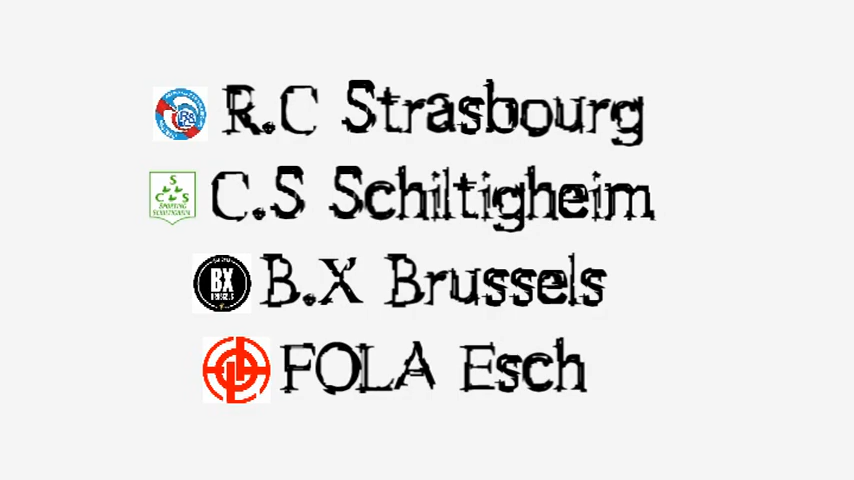 R.C Strasbourg
C.S Schiltigheim
B.X Brussels
FOLA Esch